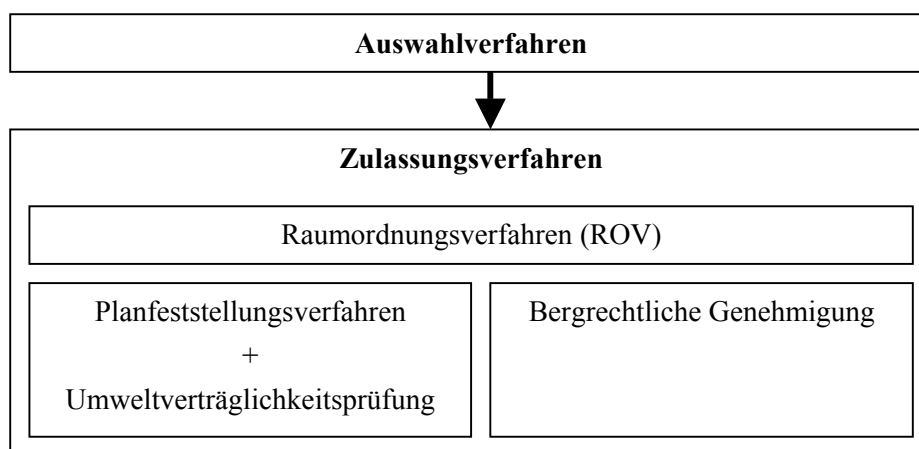 Auswahlverfahren
Zulassungsverfahren
Raumordnungsverfahren (ROV)
Planfeststellungsverfahren
+
Umweltverträglichkeitsprüfung
Bergrechtliche Genehmigung